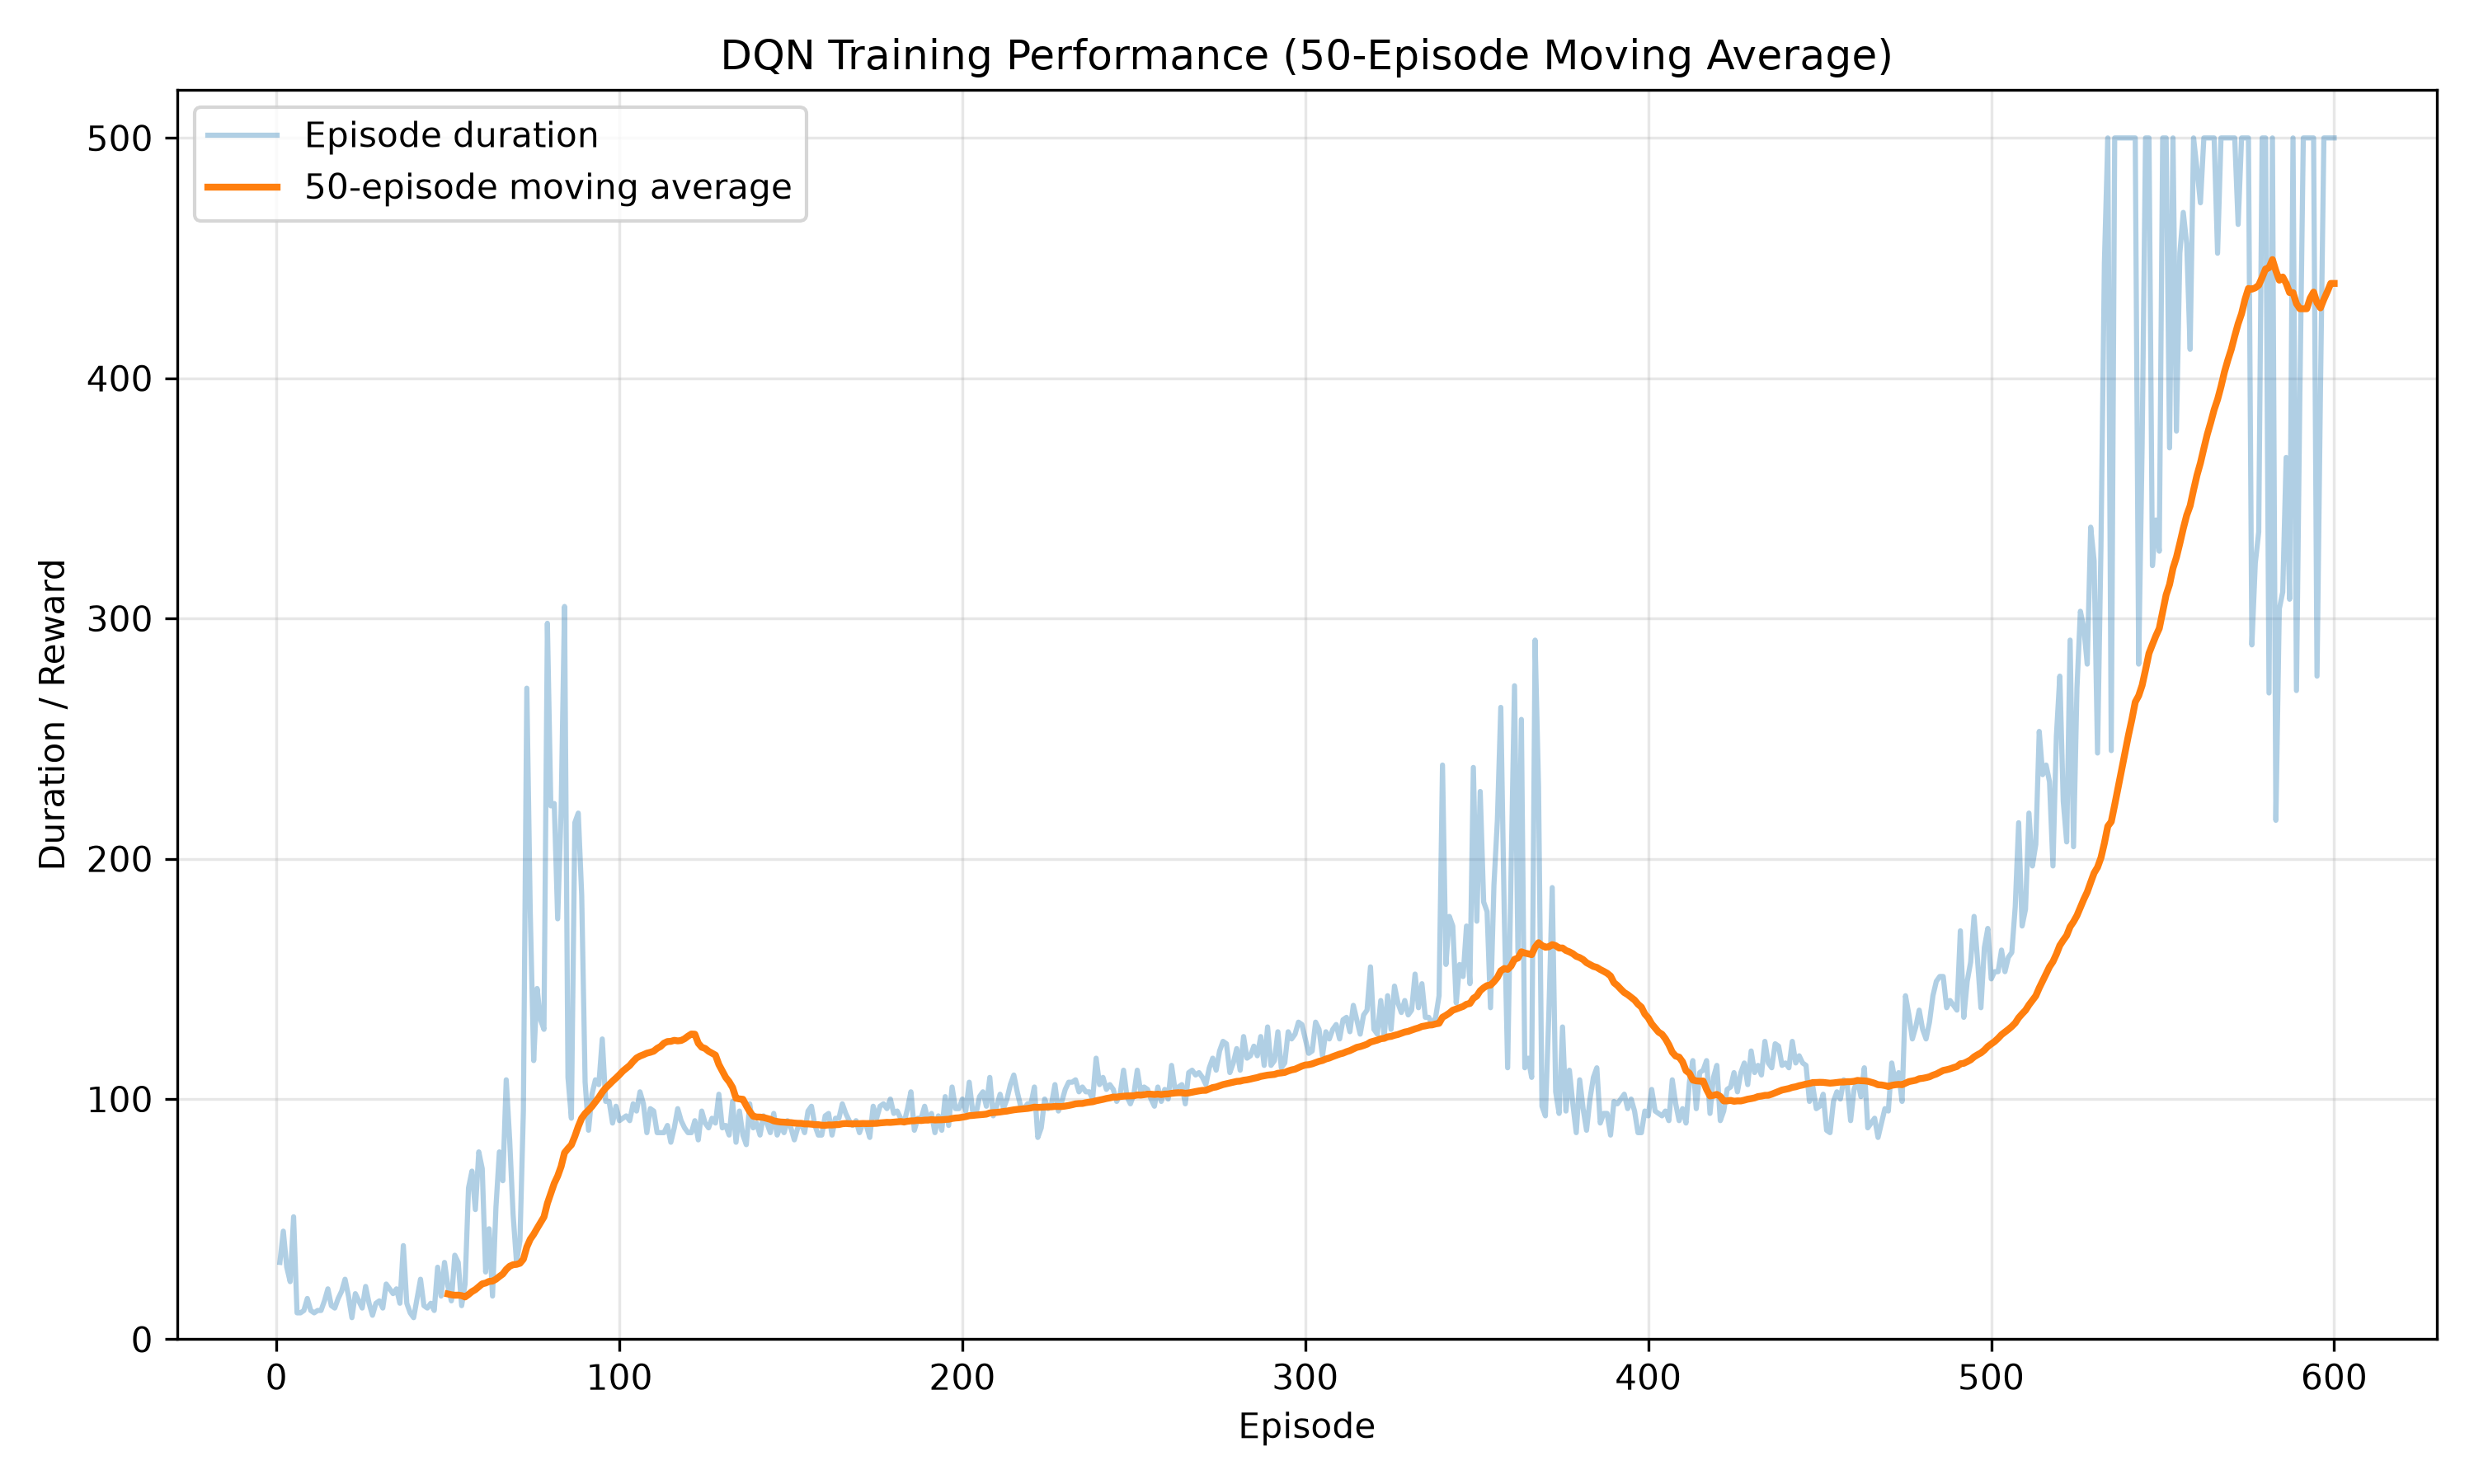 DQN Training Performance (50-Episode Moving Average)
Episode duration
50-episode moving average
Duration / Reward
500
400
300
200
100
0
0 100 200 300 400 500 600
Episode